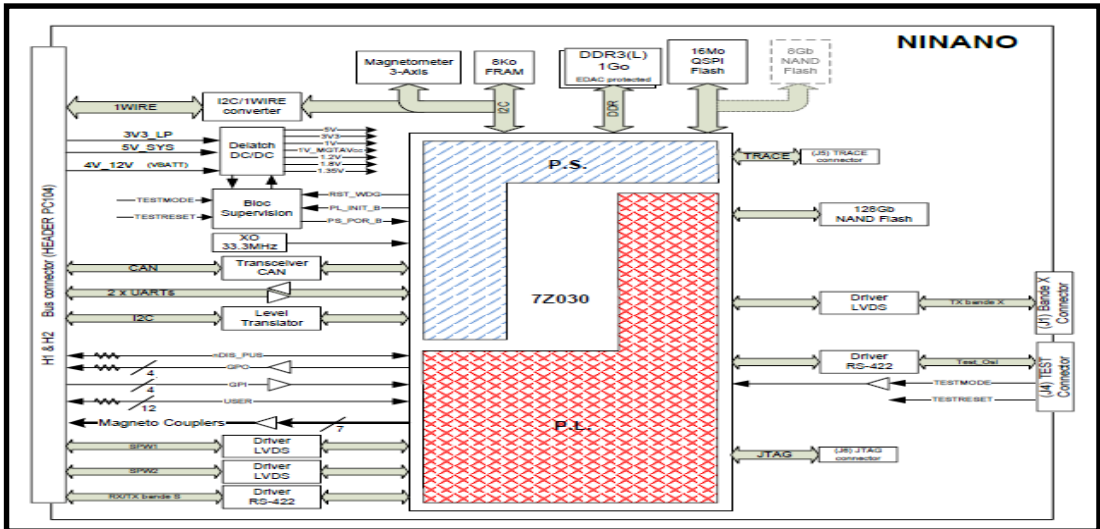 NINANO
Magnetometer
3-Axis
8Ko
FRAM
DDR3(L)
1Go
EDAC protected
16Mo
QSPI
Flash
8Gb
NAND
Flash
I2C
DDR
1WIRE
I2C/1WIRE
converter
3V3_LP
5V_SYS
4V_12V (VBATT)
Delatch
DC/DC
5V
3V3
1V
1V_MGTAVcc
1.2V
1.8V
1.35V
TESTMODE
TESTRESET
Bloc
Supervision
RST_WDG
PL_INIT_B
PS_POR_B
XO
33.3MHz
CAN
Transceiver
CAN
2 x UARTs
I2C
Level
Translator
nDIS_PUS
GPO
4
GPI
4
USER
12
Magneto Couplers
7
SPW1
Driver
LVDS
SPW2
Driver
LVDS
RX/TX bande S
Driver
RS-422
H1 & H2 Bus connector (HEADER PC104)
P.S.
7Z030
P.L.
TRACE
(J5) TRACE
connector
128Gb
NAND Flash
Driver
LVDS
TX bande X
(J1) Bande X
Connector
Driver
RS-422
Test_Osl
TESTMODE
TESTRESET
(J4) TEST
Connector
JTAG
(J6) JTAG
connector